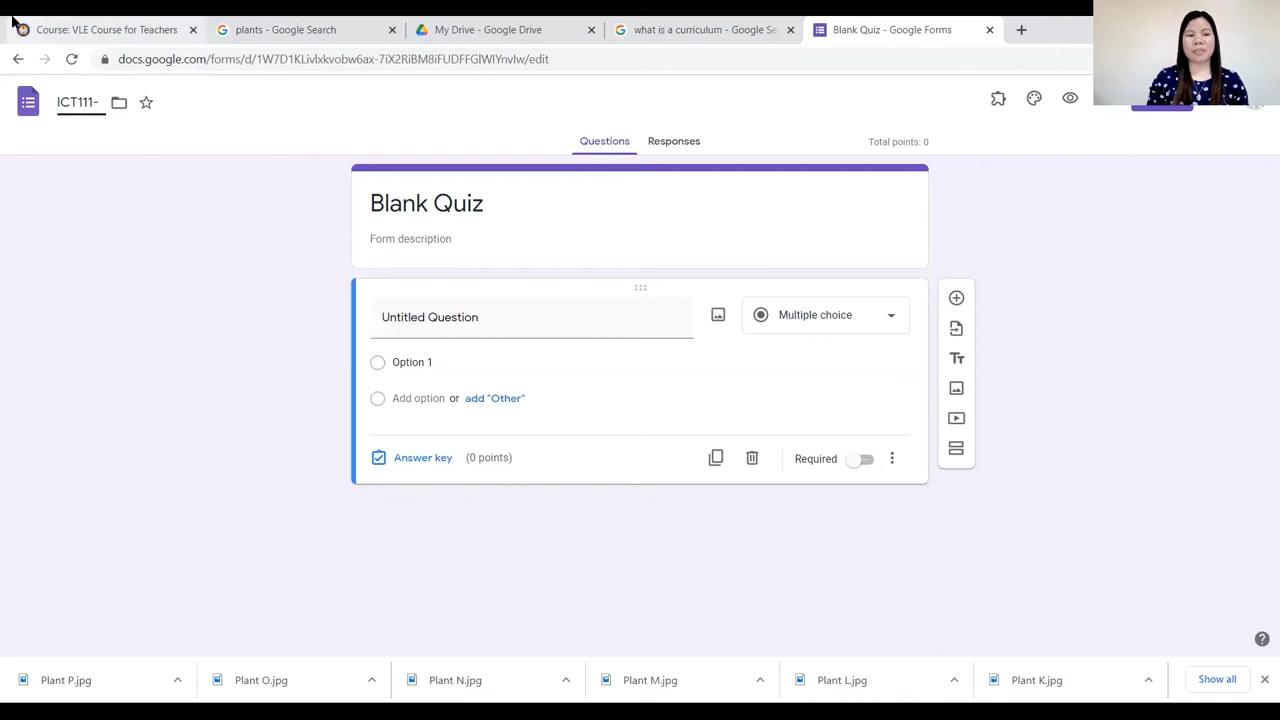 Course: VLE Course for Teachers
plants - Google Search
My Drive - Google Drive
what is a curriculum - Google Se
Blank Quiz - Google Forms
docs.google.com/forms/d/1W7D1KLivlxkvobw6ax-7iX2RiBM8iFUDFFGlWIYnvIw/edit
ICT111-
Questions
Responses
Total points: 0
Blank Quiz
Form description
Untitled Question
Multiple choice
Option 1
Add option or add "Other"
Answer key (0 points)
Required
Plant P.jpg
Plant O.jpg
Plant N.jpg
Plant M.jpg
Plant L.jpg
Plant K.jpg
Show all